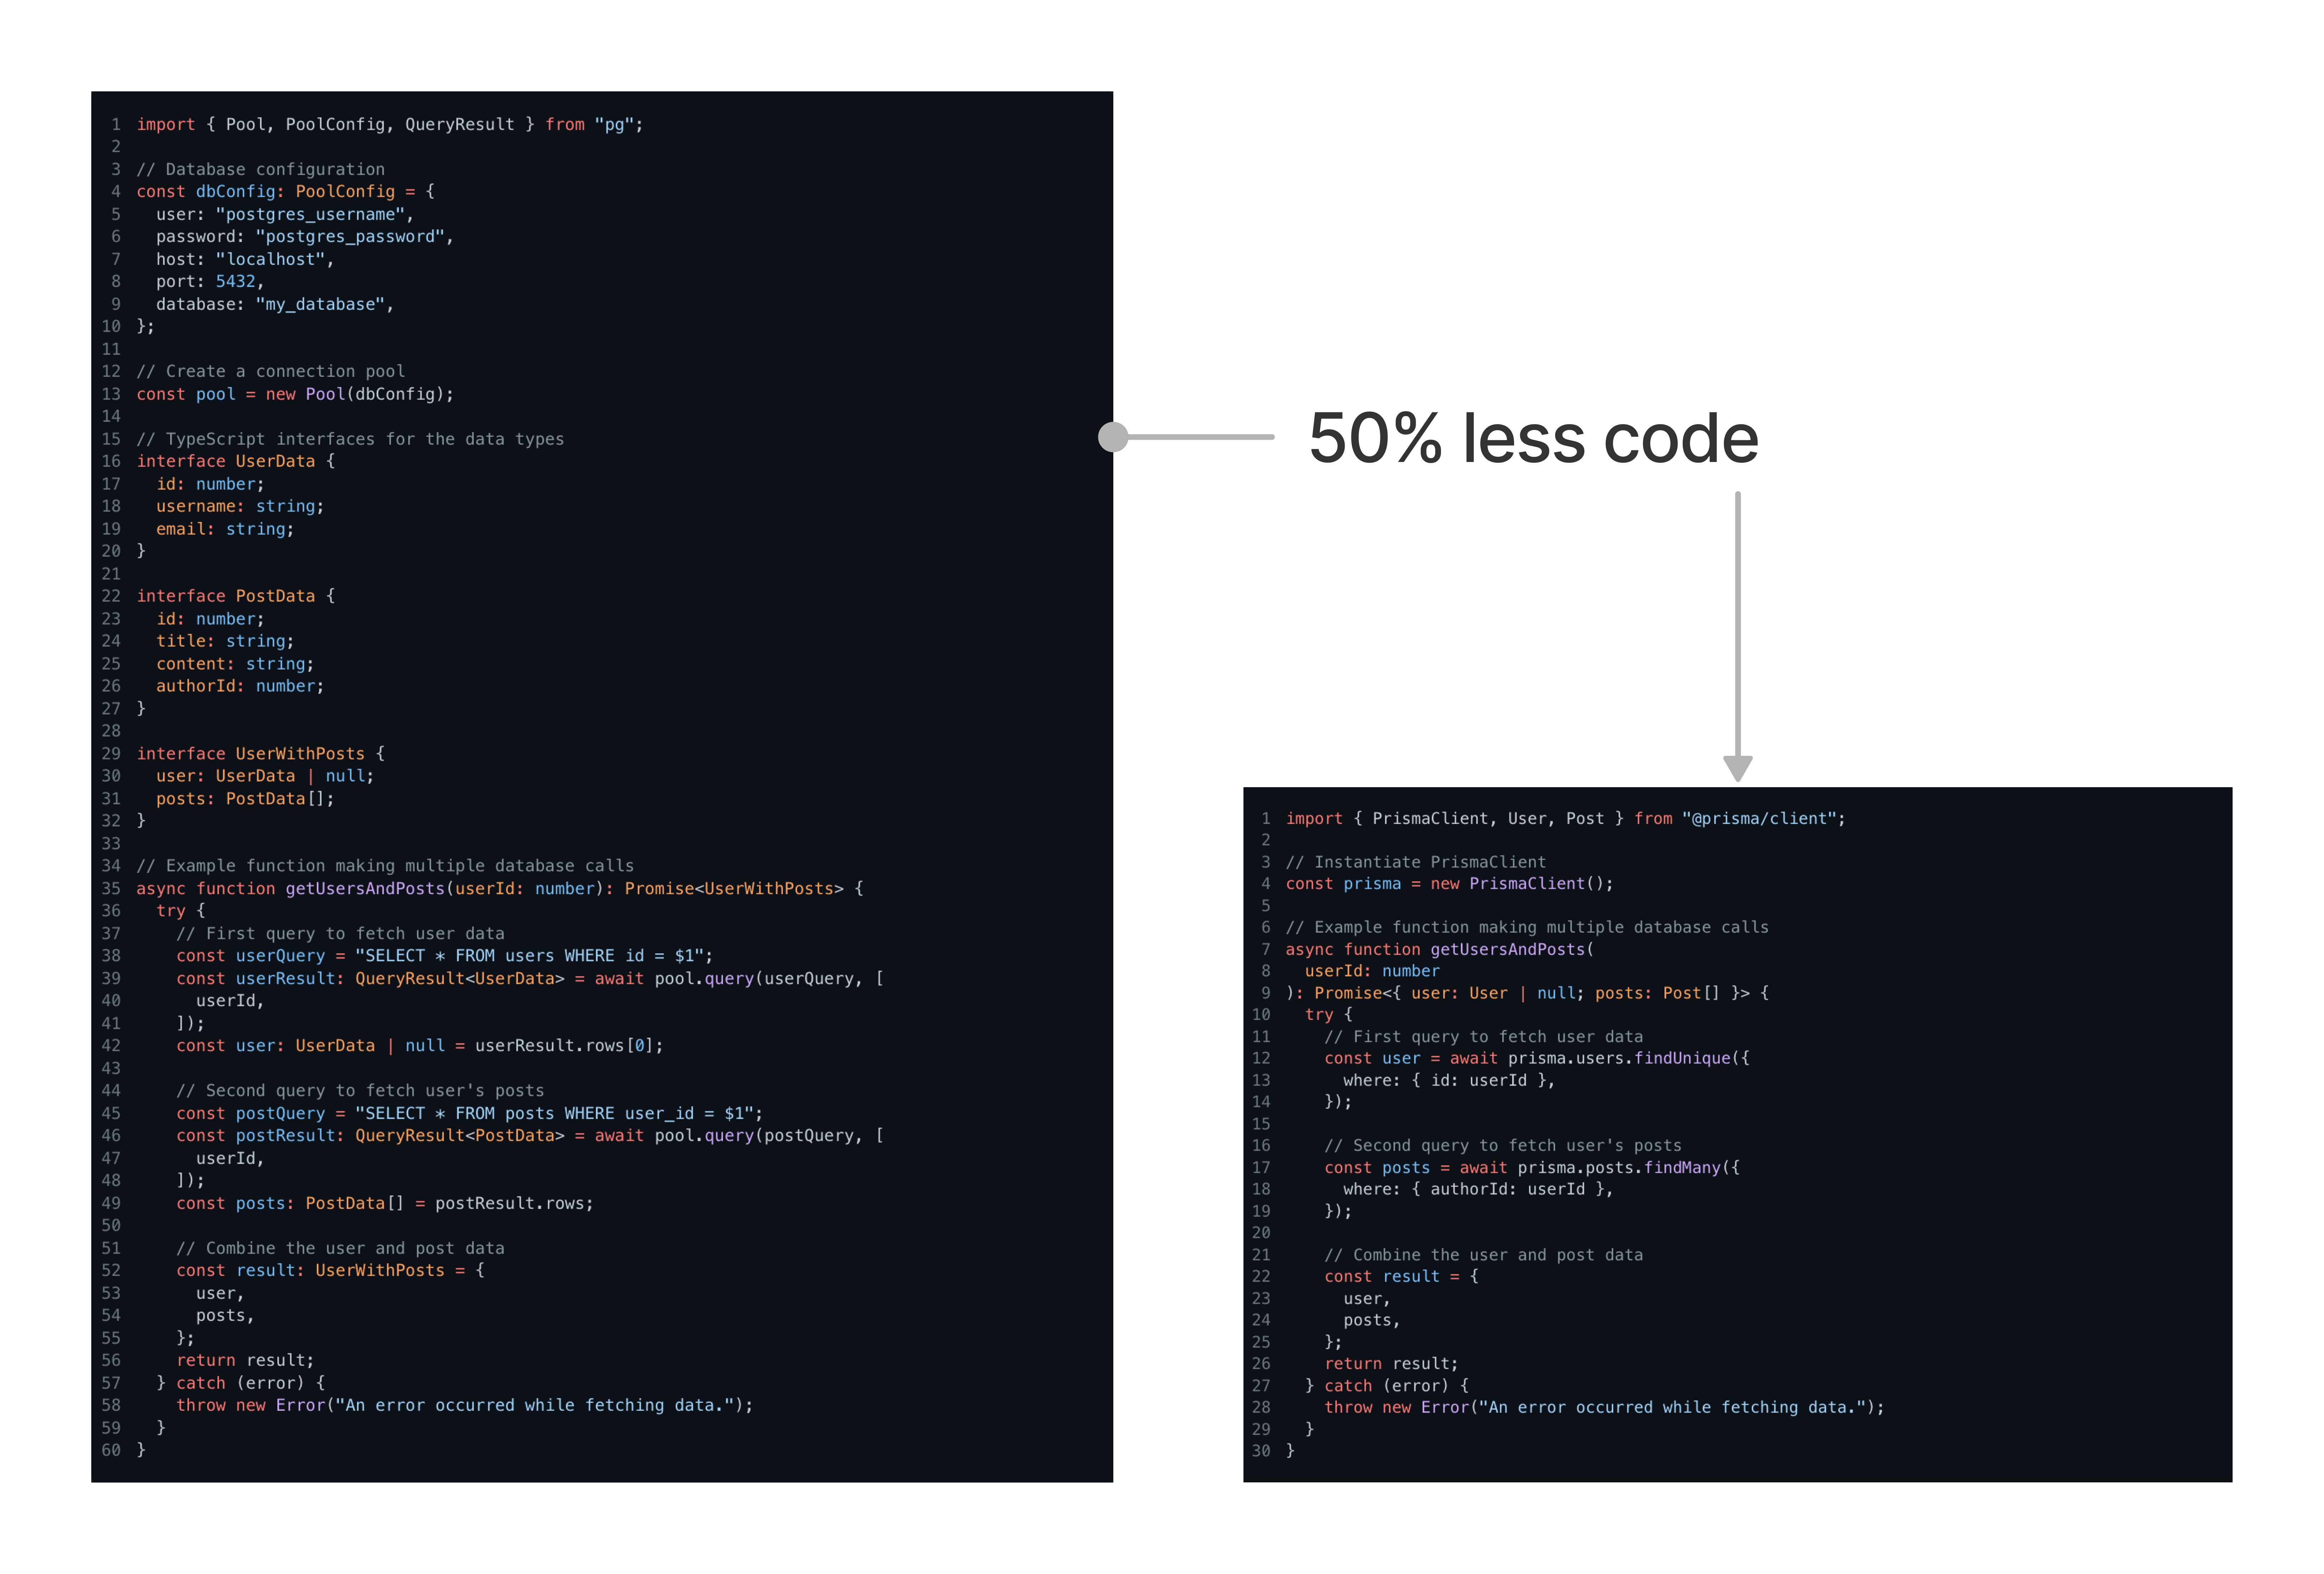 1 import { Pool, PoolConfig, QueryResult } from "pg";
2
3 // Database configuration
4 const dbConfig: PoolConfig = {
5   user: "postgres_username",
6   password: "postgres_password",
7   host: "localhost",
8   port: 5432,
9   database: "my_database",
10 };
11
12 // Create a connection pool
13 const pool = new Pool(dbConfig);
14
15 // TypeScript interfaces for the data types
16 interface UserData {
17   id: number;
18   username: string;
19   email: string;
20 }
21
22 interface PostData {
23   id: number;
24   title: string;
25   content: string;
26   authorId: number;
27 }
28
29 interface UserWithPosts {
30   user: UserData | null;
31   posts: PostData[];
32 }
33
34 // Example function making multiple database calls
35 async function getUsersAndPosts(userId: number): Promise<UserWithPosts> {
36   try {
37     // First query to fetch user data
38     const userQuery = "SELECT * FROM users WHERE id = $1";
39     const userResult: QueryResult<UserData> = await pool.query(userQuery, [
40       userId,
41     ]);
42     const user: UserData | null = userResult.rows[0];
43
44     // Second query to fetch user's posts
45     const postQuery = "SELECT * FROM posts WHERE user_id = $1";
46     const postResult: QueryResult<PostData> = await pool.query(postQuery, [
47       userId,
48     ]);
49     const posts: PostData[] = postResult.rows;
50
51     // Combine the user and post data
52     const result: UserWithPosts = {
53       user,
54       posts,
55     };
56     return result;
57   } catch (error) {
58     throw new Error("An error occurred while fetching data.");
59   }
60 }
50% less code
1 import { PrismaClient, User, Post } from "@prisma/client";
2
3 // Instantiate PrismaClient
4 const prisma = new PrismaClient();
5
6 // Example function making multiple database calls
7 async function getUsersAndPosts(
8   userId: number
9 ): Promise<{ user: User | null; posts: Post[] }> {
10   try {
11     // First query to fetch user data
12     const user = await prisma.users.findUnique({
13       where: { id: userId },
14     });
15
16     // Second query to fetch user's posts
17     const posts = await prisma.posts.findMany({
18       where: { authorId: userId },
19     });
20
21     // Combine the user and post data
22     const result = {
23       user,
24       posts,
25     };
26     return result;
27   } catch (error) {
28     throw new Error("An error occurred while fetching data.");
29   }
30 }